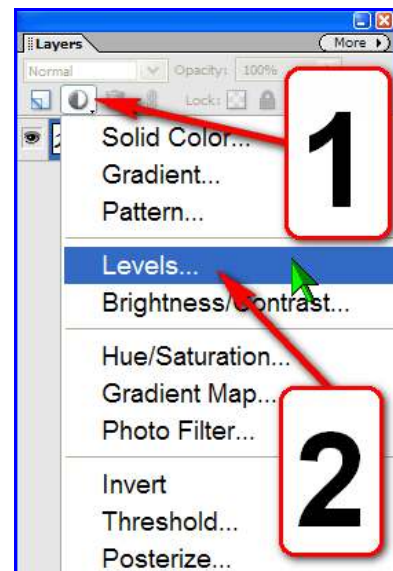 Layers
More
Normal
Opacity: 100%
Lock:
1
Solid Color...
Gradient...
Pattern...
Levels...
Brightness/Contrast...
Hue/Saturation...
Gradient Map...
Photo Filter...
2
Invert
Threshold...
Posterize...